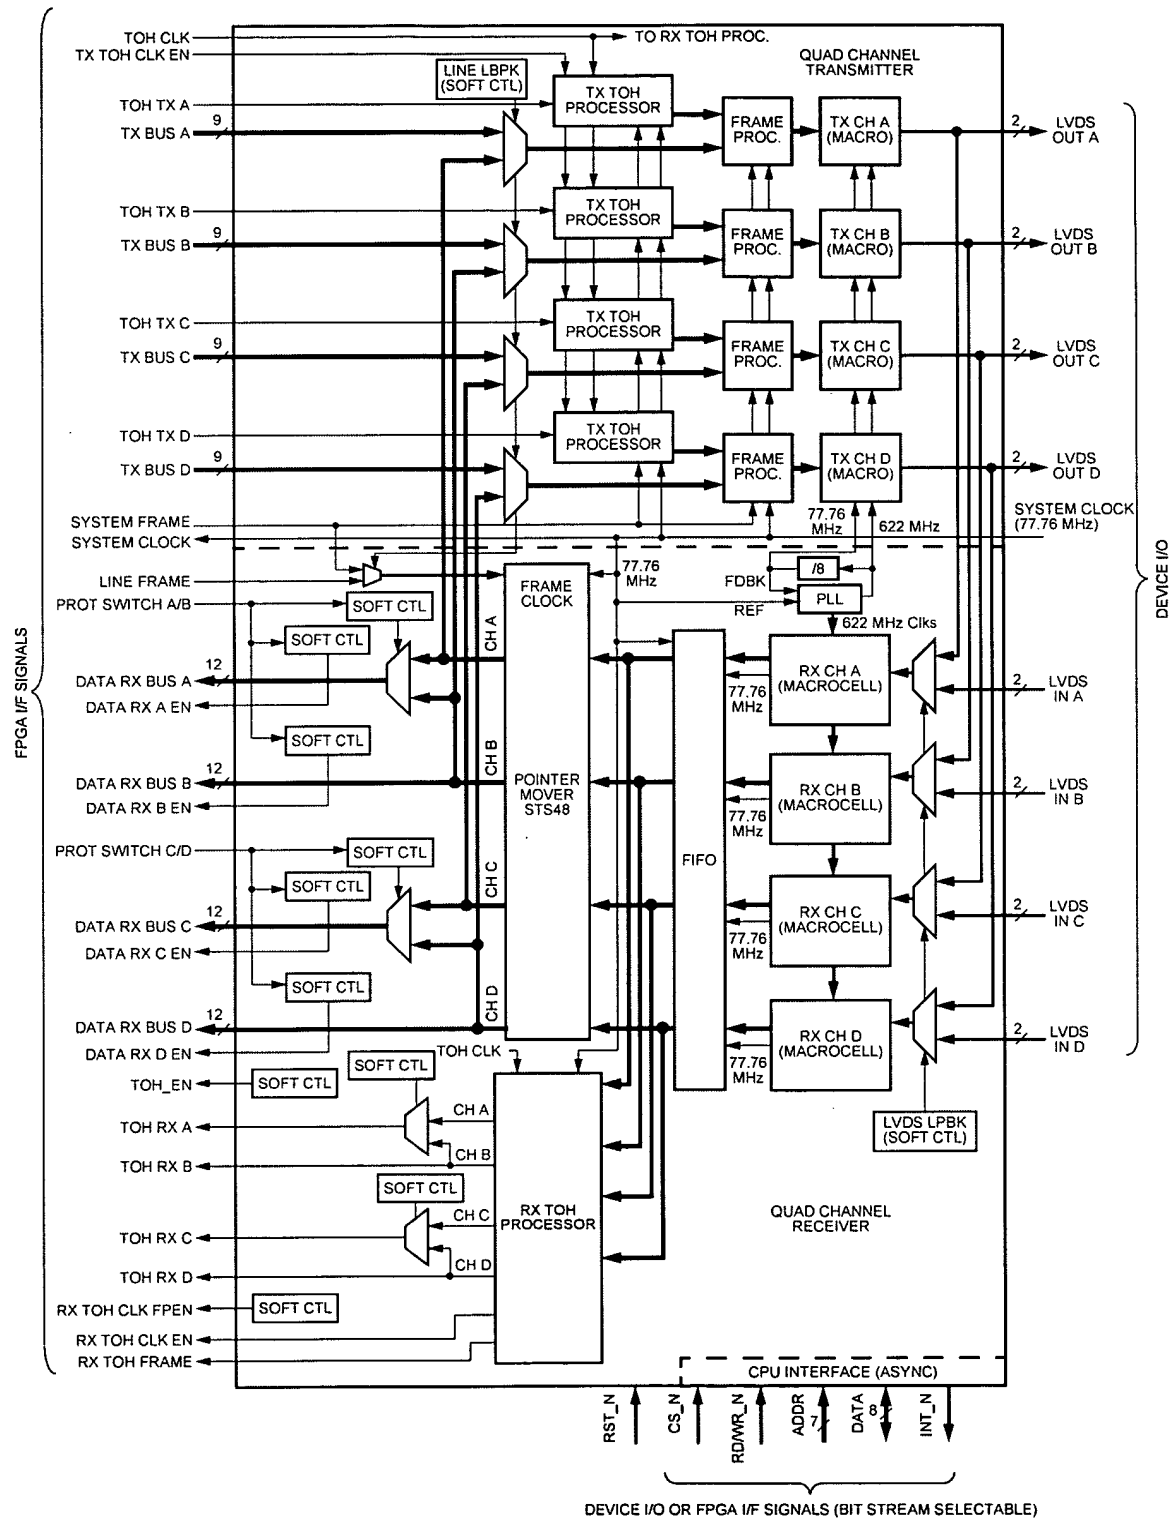 TOH CLK
TO RX TOH PROC.
TX TOH CLK EN
QUAD CHANNEL
TRANSMITTER
LINE LBPK
(SOFT CTL)
TX TOH
PROCESSOR
TOH TX A
TX BUS A
9
FRAME
PROC.
TX CH A
(MACRO)
2
LVDS
OUT A
TX TOH
PROCESSOR
TOH TX B
TX BUS B
9
FRAME
PROC.
TX CH B
(MACRO)
2
LVDS
OUT B
TX TOH
PROCESSOR
TOH TX C
TX BUS C
9
FRAME
PROC.
TX CH C
(MACRO)
2
LVDS
OUT C
TX TOH
PROCESSOR
TOH TX D
TX BUS D
9
FRAME
PROC.
TX CH D
(MACRO)
2
LVDS
OUT D
SYSTEM FRAME
SYSTEM CLOCK
77.76
MHz
622 MHz
SYSTEM CLOCK
(77.76 MHz)
DEVICE I/O
FPGA I/F SIGNALS
LINE FRAME
FRAME
CLOCK
77.76
MHz
FDBK
/8
REF
PLL
622 MHz Clks
PROT SWITCH A/B
SOFT CTL
SOFT CTL
CH A
12
DATA RX BUS A
DATA RX A EN
SOFT CTL
RX CH A
(MACROCELL)
77.76
MHz
2
LVDS
IN A
CH B
12
DATA RX BUS B
DATA RX B EN
POINTER
MOVER
STS48
RX CH B
(MACROCELL)
77.76
MHz
2
LVDS
IN B
FIFO
PROT SWITCH C/D
SOFT CTL
SOFT CTL
CH C
12
DATA RX BUS C
DATA RX C EN
SOFT CTL
RX CH C
(MACROCELL)
77.76
MHz
2
LVDS
IN C
CH D
12
DATA RX BUS D
DATA RX D EN
RX CH D
(MACROCELL)
77.76
MHz
2
LVDS
IN D
TOH CLK
SOFT CTL
TOH_EN
SOFT CTL
CH A
TOH RX A
CH B
TOH RX B
LVDS LPBK
(SOFT CTL)
SOFT CTL
RX TOH
PROCESSOR
CH C
TOH RX C
CH D
TOH RX D
QUAD CHANNEL
RECEIVER
RX TOH CLK FPEN
SOFT CTL
RX TOH CLK EN
RX TOH FRAME
CPU INTERFACE (ASYNC)
RST_N
CS_N
RD/WR_N
ADDR
7
DATA
8
INT_N
DEVICE I/O OR FPGA I/F SIGNALS (BIT STREAM SELECTABLE)